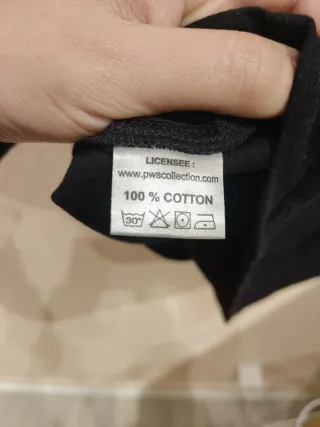 LICENSEE :
www.pwscollection.com
100 % COTTON
30°